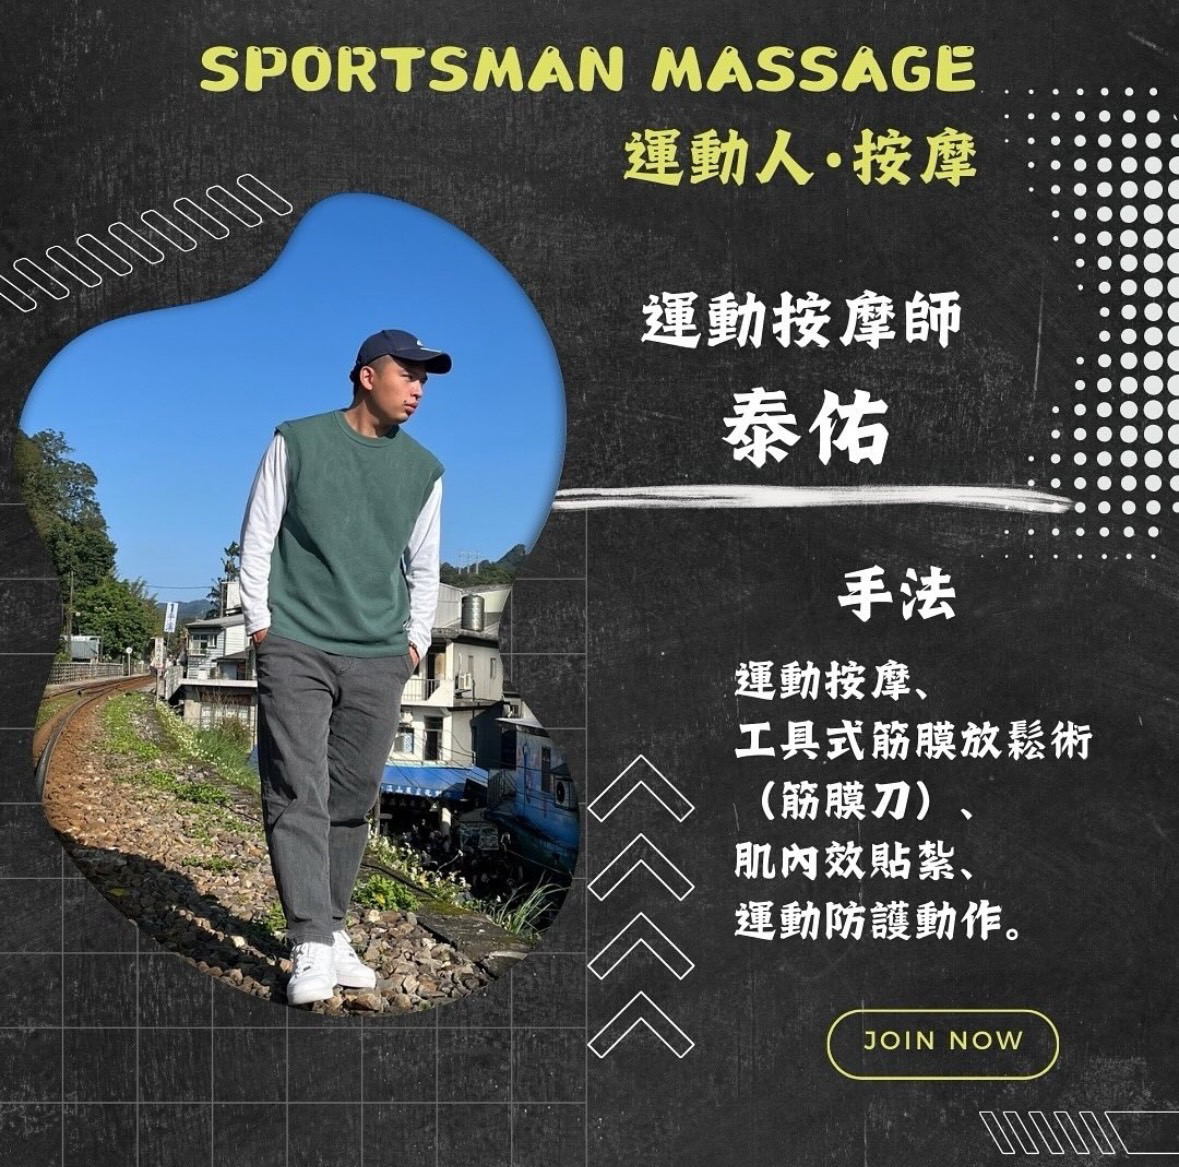 SPORTSMAN MASSAGE
運動人·按摩
運動按摩師
泰佑
手法
運動按摩、
工具式筋膜放鬆術
（筋膜刀）、
肌內效貼紮、
運動防護動作。
JOIN NOW